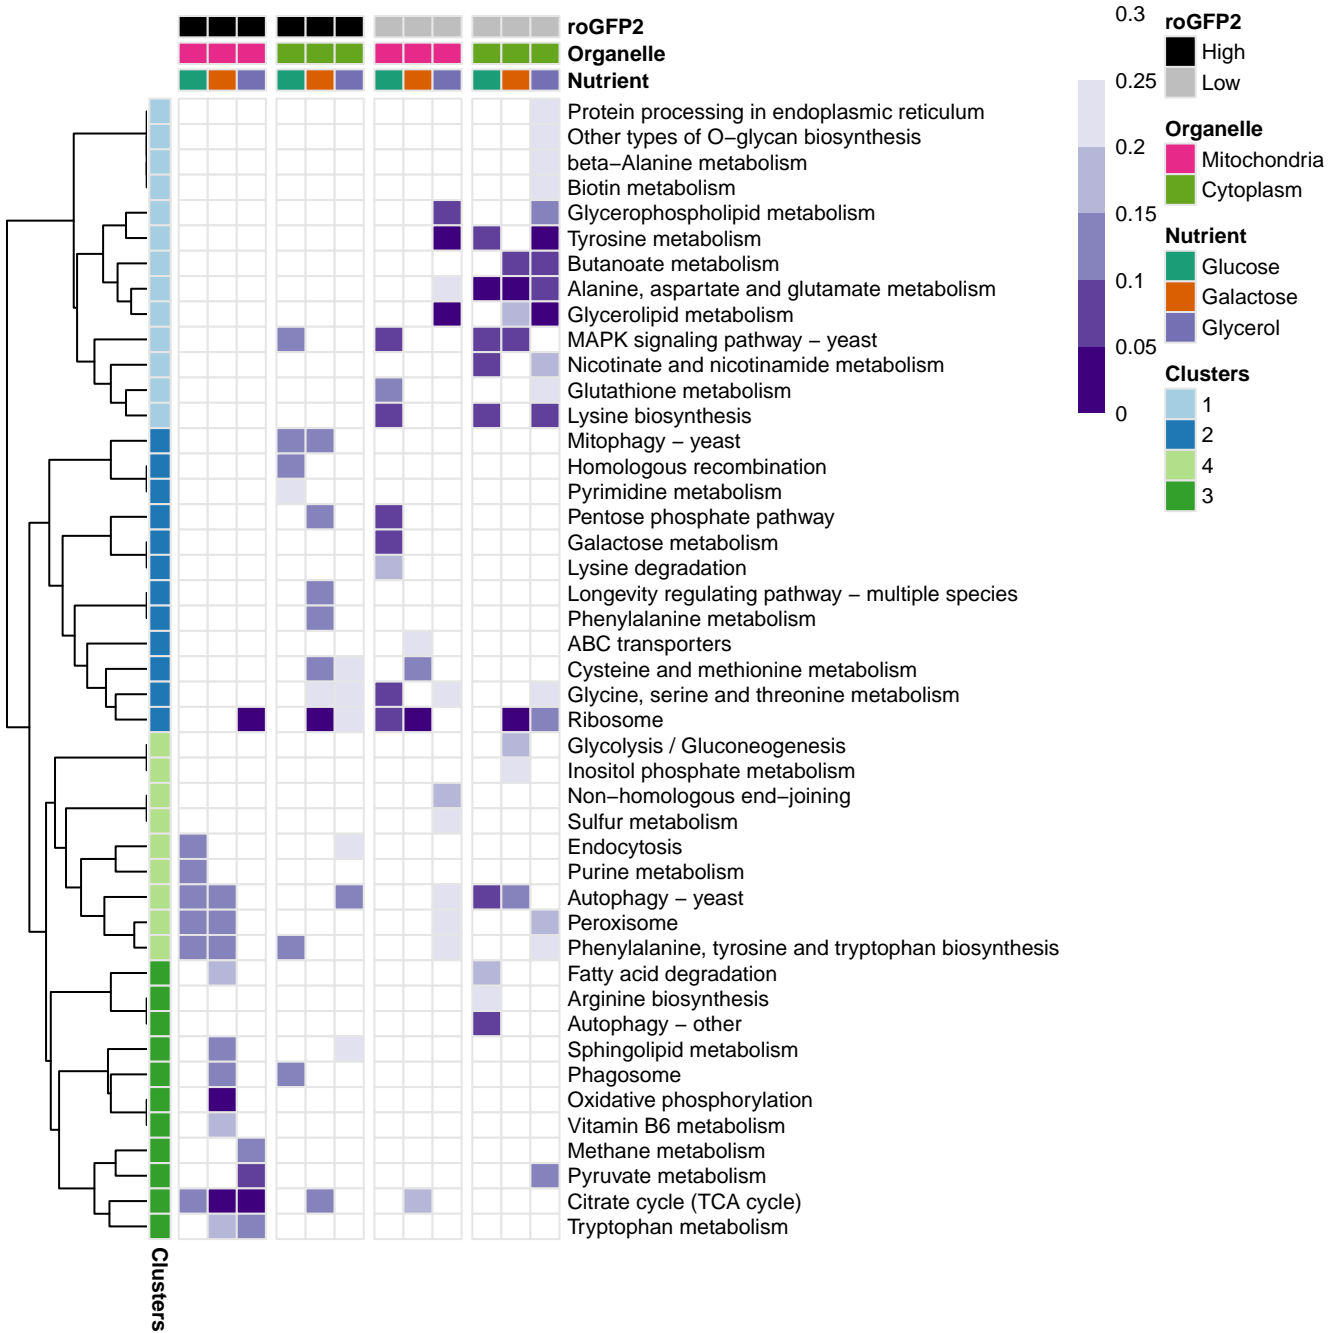 roGFP2
Organelle
Nutrient
Protein processing in endoplasmic reticulum
Other types of O−glycan biosynthesis
beta−Alanine metabolism
Biotin metabolism
Glycerophospholipid metabolism
Tyrosine metabolism
Butanoate metabolism
Alanine, aspartate and glutamate metabolism
Glycerolipid metabolism
MAPK signaling pathway − yeast
Nicotinate and nicotinamide metabolism
Glutathione metabolism
Lysine biosynthesis
Mitophagy − yeast
Homologous recombination
Pyrimidine metabolism
Pentose phosphate pathway
Galactose metabolism
Lysine degradation
Longevity regulating pathway − multiple species
Phenylalanine metabolism
ABC transporters
Cysteine and methionine metabolism
Glycine, serine and threonine metabolism
Ribosome
Glycolysis / Gluconeogenesis
Inositol phosphate metabolism
Non−homologous end−joining
Sulfur metabolism
Endocytosis
Purine metabolism
Autophagy − yeast
Peroxisome
Phenylalanine, tyrosine and tryptophan biosynthesis
Fatty acid degradation
Arginine biosynthesis
Autophagy − other
Sphingolipid metabolism
Phagosome
Oxidative phosphorylation
Vitamin B6 metabolism
Methane metabolism
Pyruvate metabolism
Citrate cycle (TCA cycle)
Tryptophan metabolism
Clusters
0.3
0.25
0.2
0.15
0.1
0.05
0
roGFP2
High
Low
Organelle
Mitochondria
Cytoplasm
Nutrient
Glucose
Galactose
Glycerol
Clusters
1
2
4
3